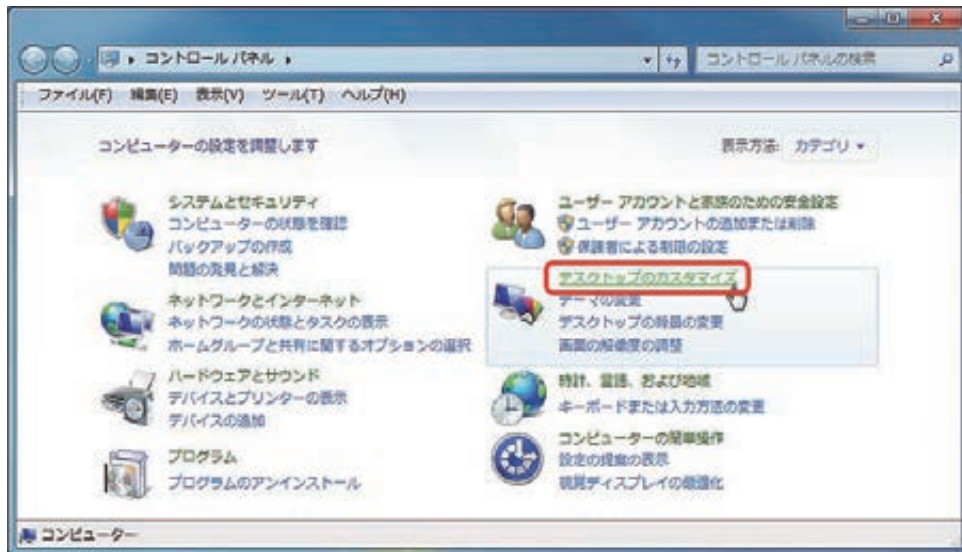 コントロール パネル
コントロール パネルの検索
ファイル(F) 編集(E) 表示(V) ツール(T) ヘルプ(H)
コンピューターの設定を調整します
表示方法: カテゴリ
システムとセキュリティ
コンピューターの状態を確認
バックアップの作成
問題の発見と解決
ネットワークとインターネット
ネットワークの状態とタスクの表示
ホームグループと共有に関するオプションの選択
ハードウェアとサウンド
デバイスとプリンターの表示
デバイスの追加
プログラム
プログラムのアンインストール
ユーザー アカウントと家族のための安全設定
ユーザー アカウントの追加または削除
保護者による制限の設定
デスクトップのカスタマイズ
テーマの変更
デスクトップの背景の変更
画面の解像度の調整
時計、言語、および地域
キーボードまたは入力方法の変更
コンピューターの簡単操作
設定の提案の表示
視覚ディスプレイの最適化
コンピューター